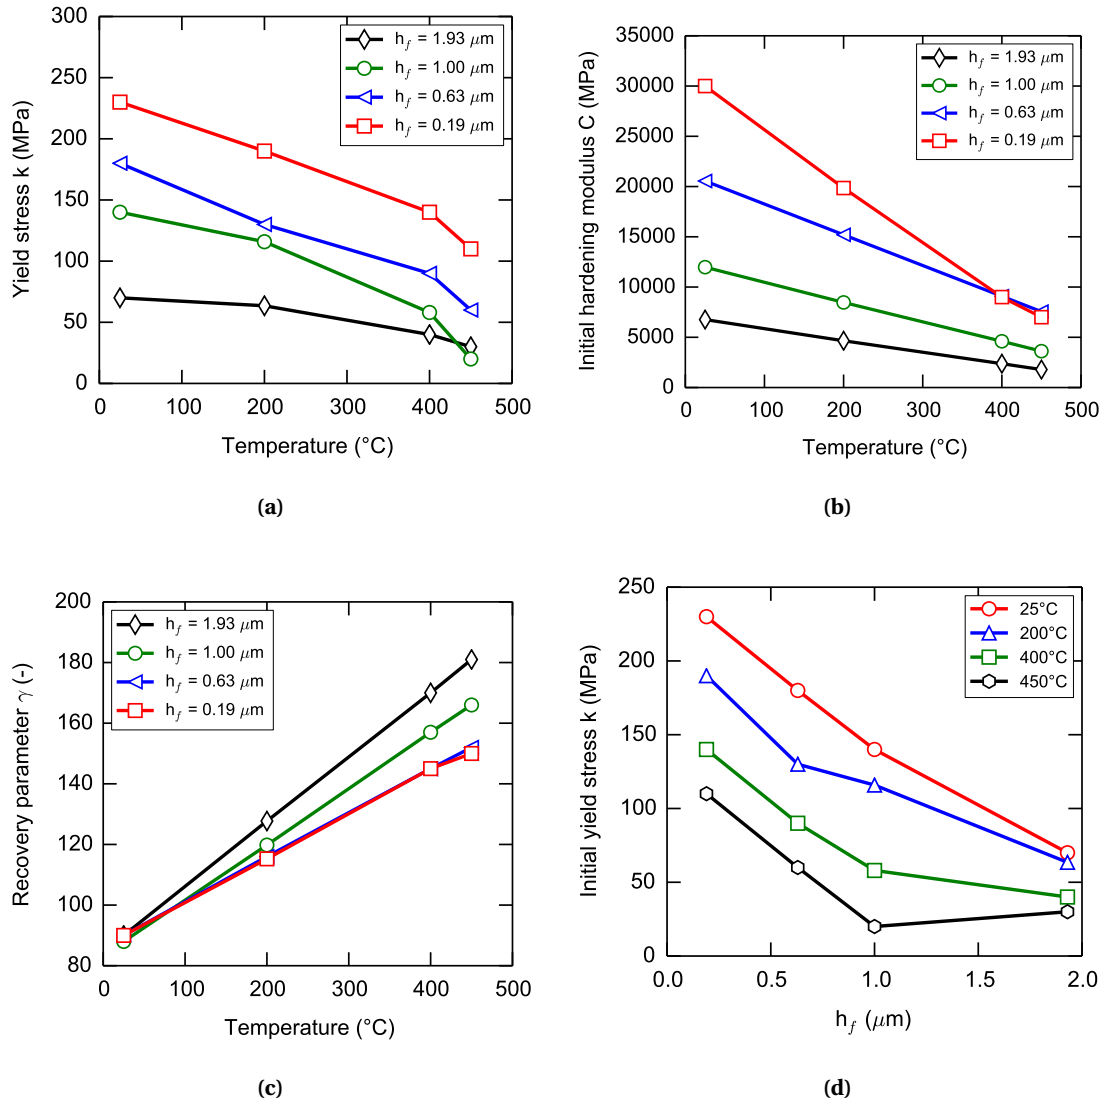 300
250
200
150
100
50
0
Yield stress k (MPa)
h_f = 1.93 μm
h_f = 1.00 μm
h_f = 0.63 μm
h_f = 0.19 μm
0 100 200 300 400 500
Temperature (°C)
(a)
35000
30000
25000
20000
15000
10000
5000
0
Initial hardening modulus C (MPa)
h_f = 1.93 μm
h_f = 1.00 μm
h_f = 0.63 μm
h_f = 0.19 μm
0 100 200 300 400 500
Temperature (°C)
(b)
200
180
160
140
120
100
80
Recovery parameter γ (-)
h_f = 1.93 μm
h_f = 1.00 μm
h_f = 0.63 μm
h_f = 0.19 μm
0 100 200 300 400 500
Temperature (°C)
(c)
250
200
150
100
50
0
Initial yield stress k (MPa)
25°C
200°C
400°C
450°C
0.0 0.5 1.0 1.5 2.0
h_f (μm)
(d)